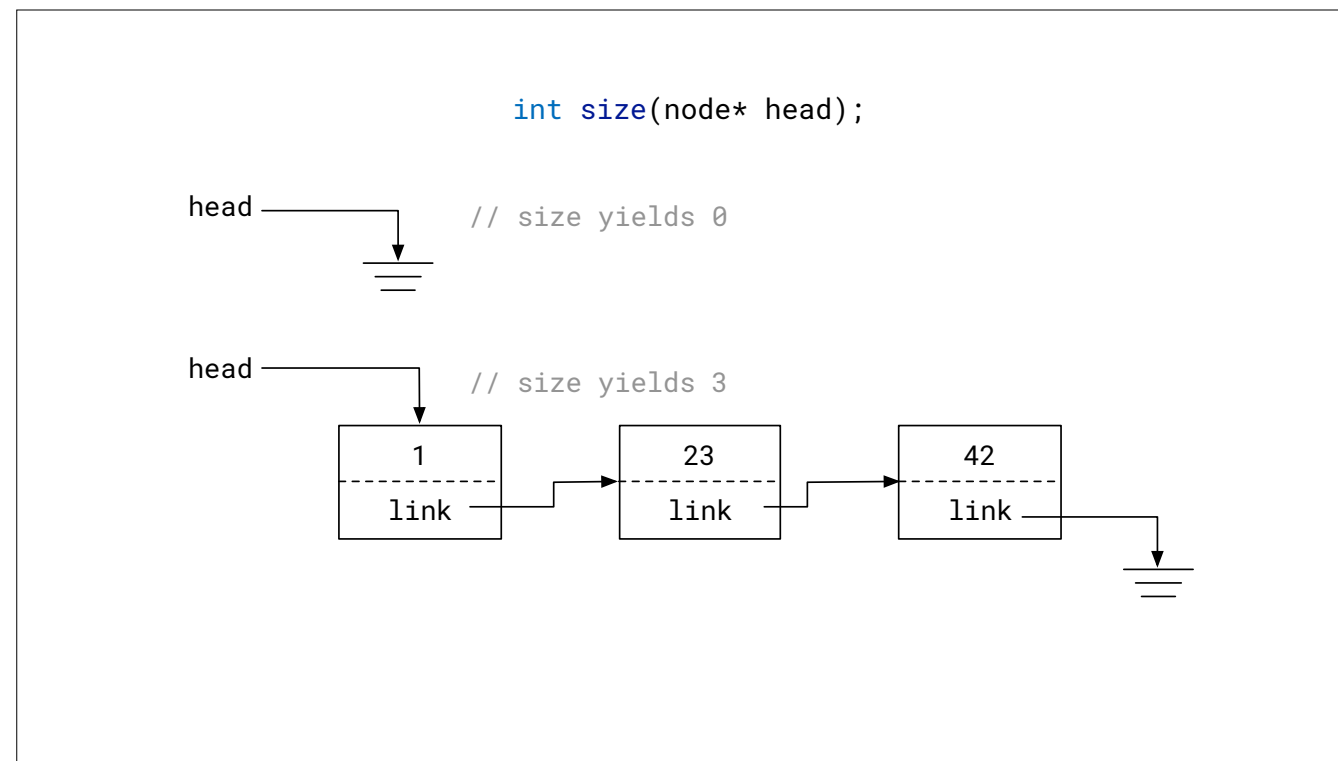 int size(node* head);
head
// size yields 0
head
// size yields 3
1
23
42
link
link
link